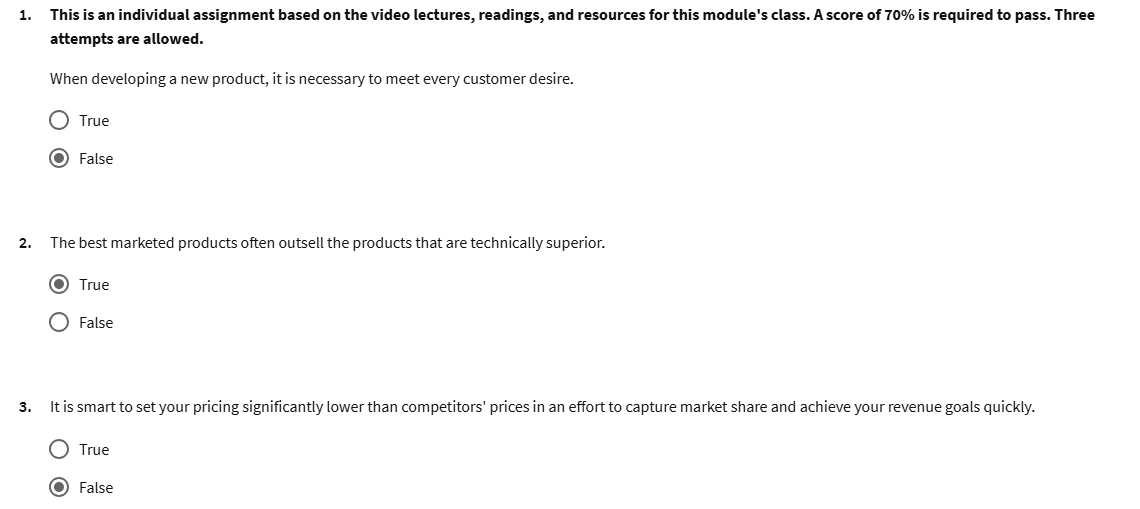 1. This is an individual assignment based on the video lectures, readings, and resources for this module's class. A score of 70% is required to pass. Three
attempts are allowed.
When developing a new product, it is necessary to meet every customer desire.
True
False
2. The best marketed products often outsell the products that are technically superior.
True
False
3. It is smart to set your pricing significantly lower than competitors' prices in an effort to capture market share and achieve your revenue goals quickly.
True
False